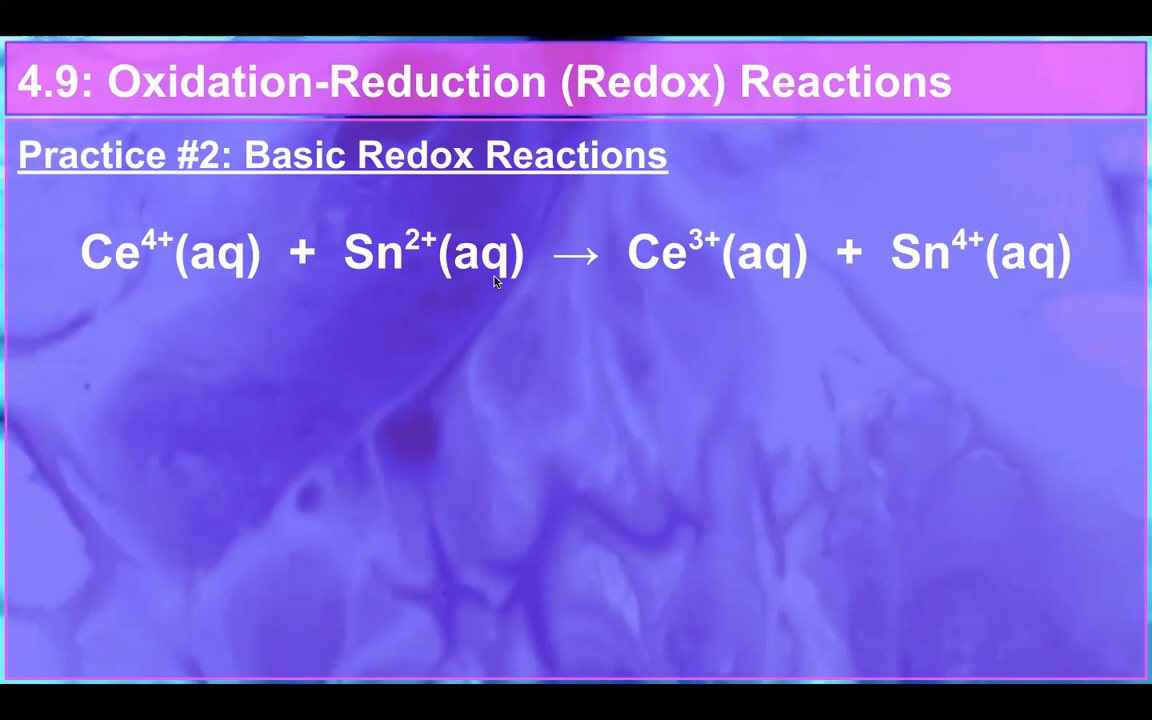 4.9: Oxidation-Reduction (Redox) Reactions
Practice #2: Basic Redox Reactions
Ce⁴⁺(aq) + Sn²⁺(aq) → Ce³⁺(aq) + Sn⁴⁺(aq)